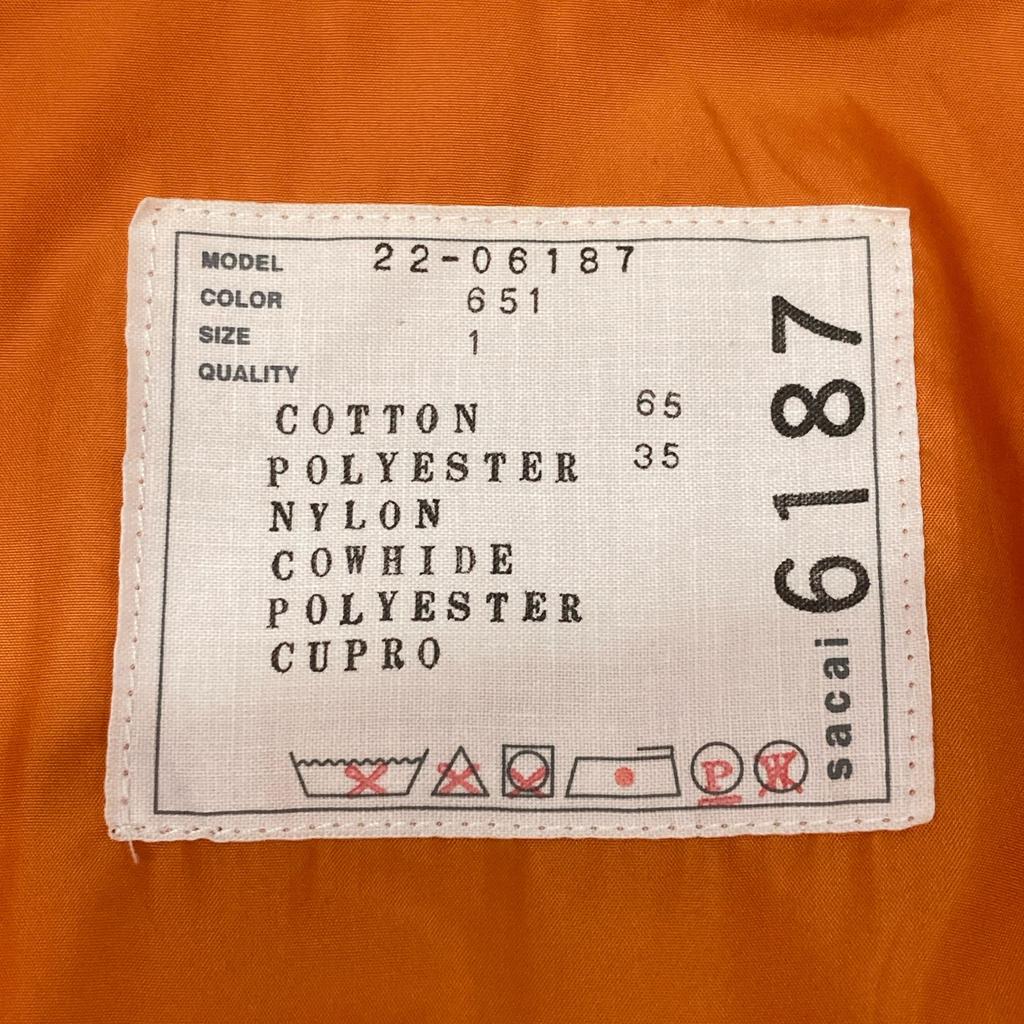 MODEL 22-06187
COLOR 651
SIZE 1
QUALITY
COTTON 65
POLYESTER 35
NYLON
COWHIDE
POLYESTER
CUPRO
P W
sacai 6187